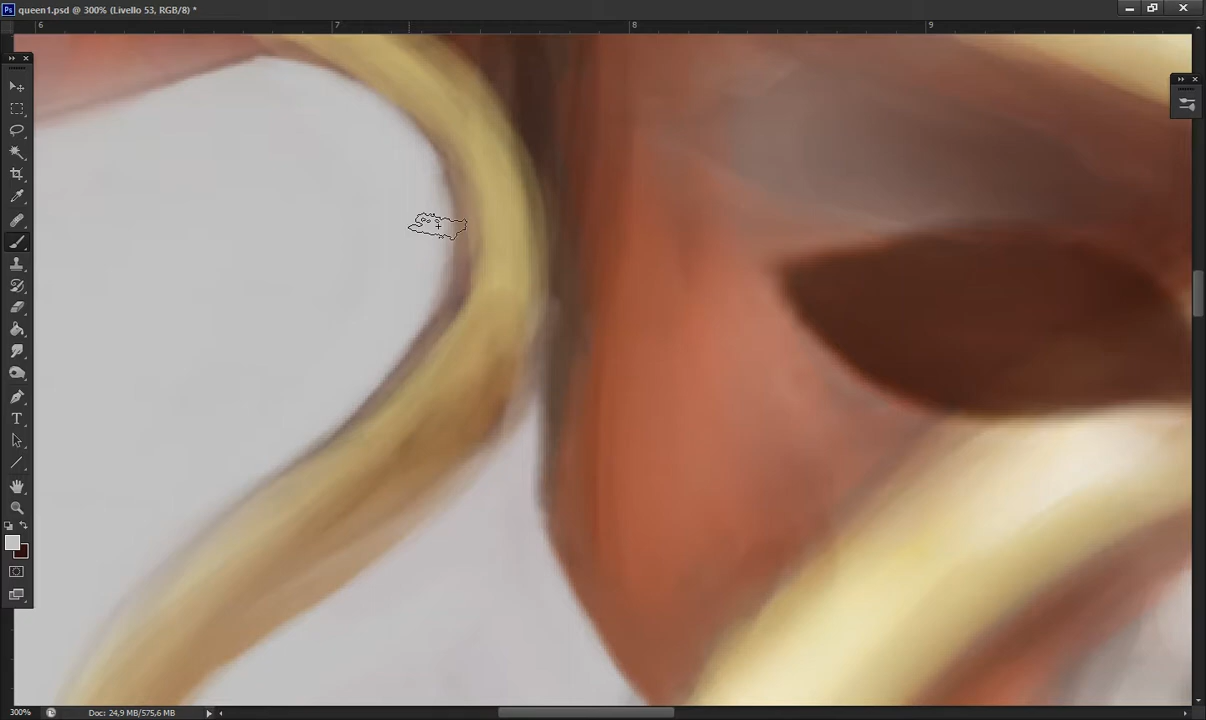 Ps queen1.psd @ 300% (Livello 53, RGB/8) *
6 7 8 9
T
300% Doc: 24,9 MB/575,6 MB